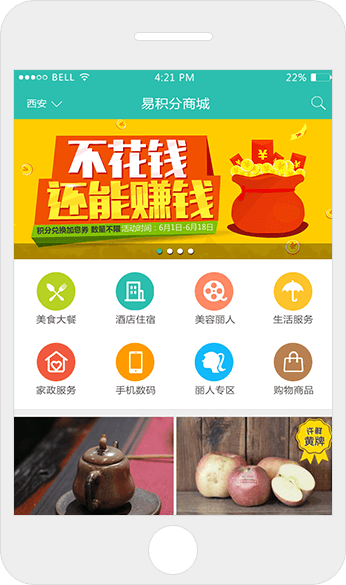 ●●●○○ BELL 4:21 PM 22%
西安 易积分商城
不花钱
还能赚钱
积分兑换加息券 数量不限 活动时间：6月1日-6月18日
美食大餐 酒店住宿 美容丽人 生活服务
家政服务 手机数码 丽人专区 购物商品
许鲜
黄牌